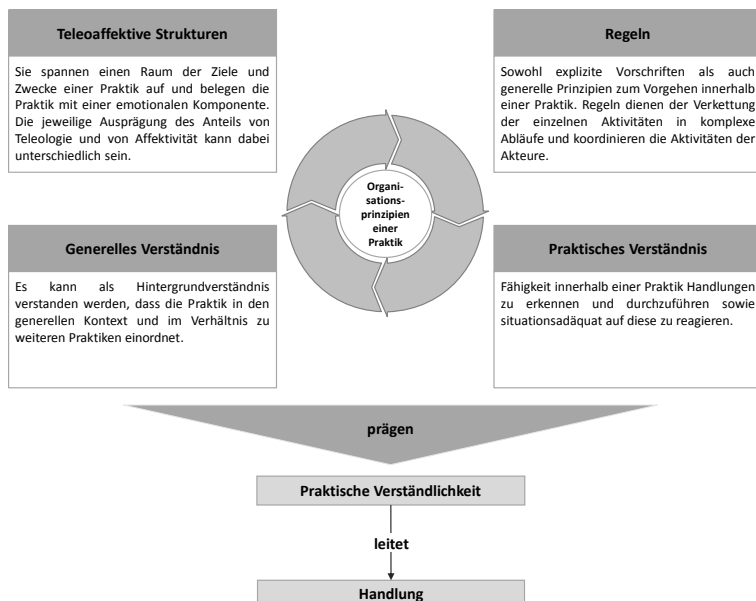 Teleoaffektive Strukturen
Sie spannen einen Raum der Ziele und
Zwecke einer Praktik auf und belegen die
Praktik mit einer emotionalen Komponente.
Die jeweilige Ausprägung des Anteils von
Teleologie und von Affektivität kann dabei
unterschiedlich sein.
Regeln
Sowohl explizite Vorschriften als auch
generelle Prinzipien zum Vorgehen innerhalb
einer Praktik. Regeln dienen der Verkettung
der einzelnen Aktivitäten in komplexe
Abläufe und koordinieren die Aktivitäten der
Akteure.
Organi-
sations-
prinzipien
einer
Praktik
Generelles Verständnis
Es kann als Hintergrundverständnis
verstanden werden, dass die Praktik in den
generellen Kontext und im Verhältnis zu
weiteren Praktiken einordnet.
Praktisches Verständnis
Fähigkeit innerhalb einer Praktik Handlungen
zu erkennen und durchzuführen sowie
situationsadäquat auf diese zu reagieren.
prägen
Praktische Verständlichkeit
leitet
Handlung